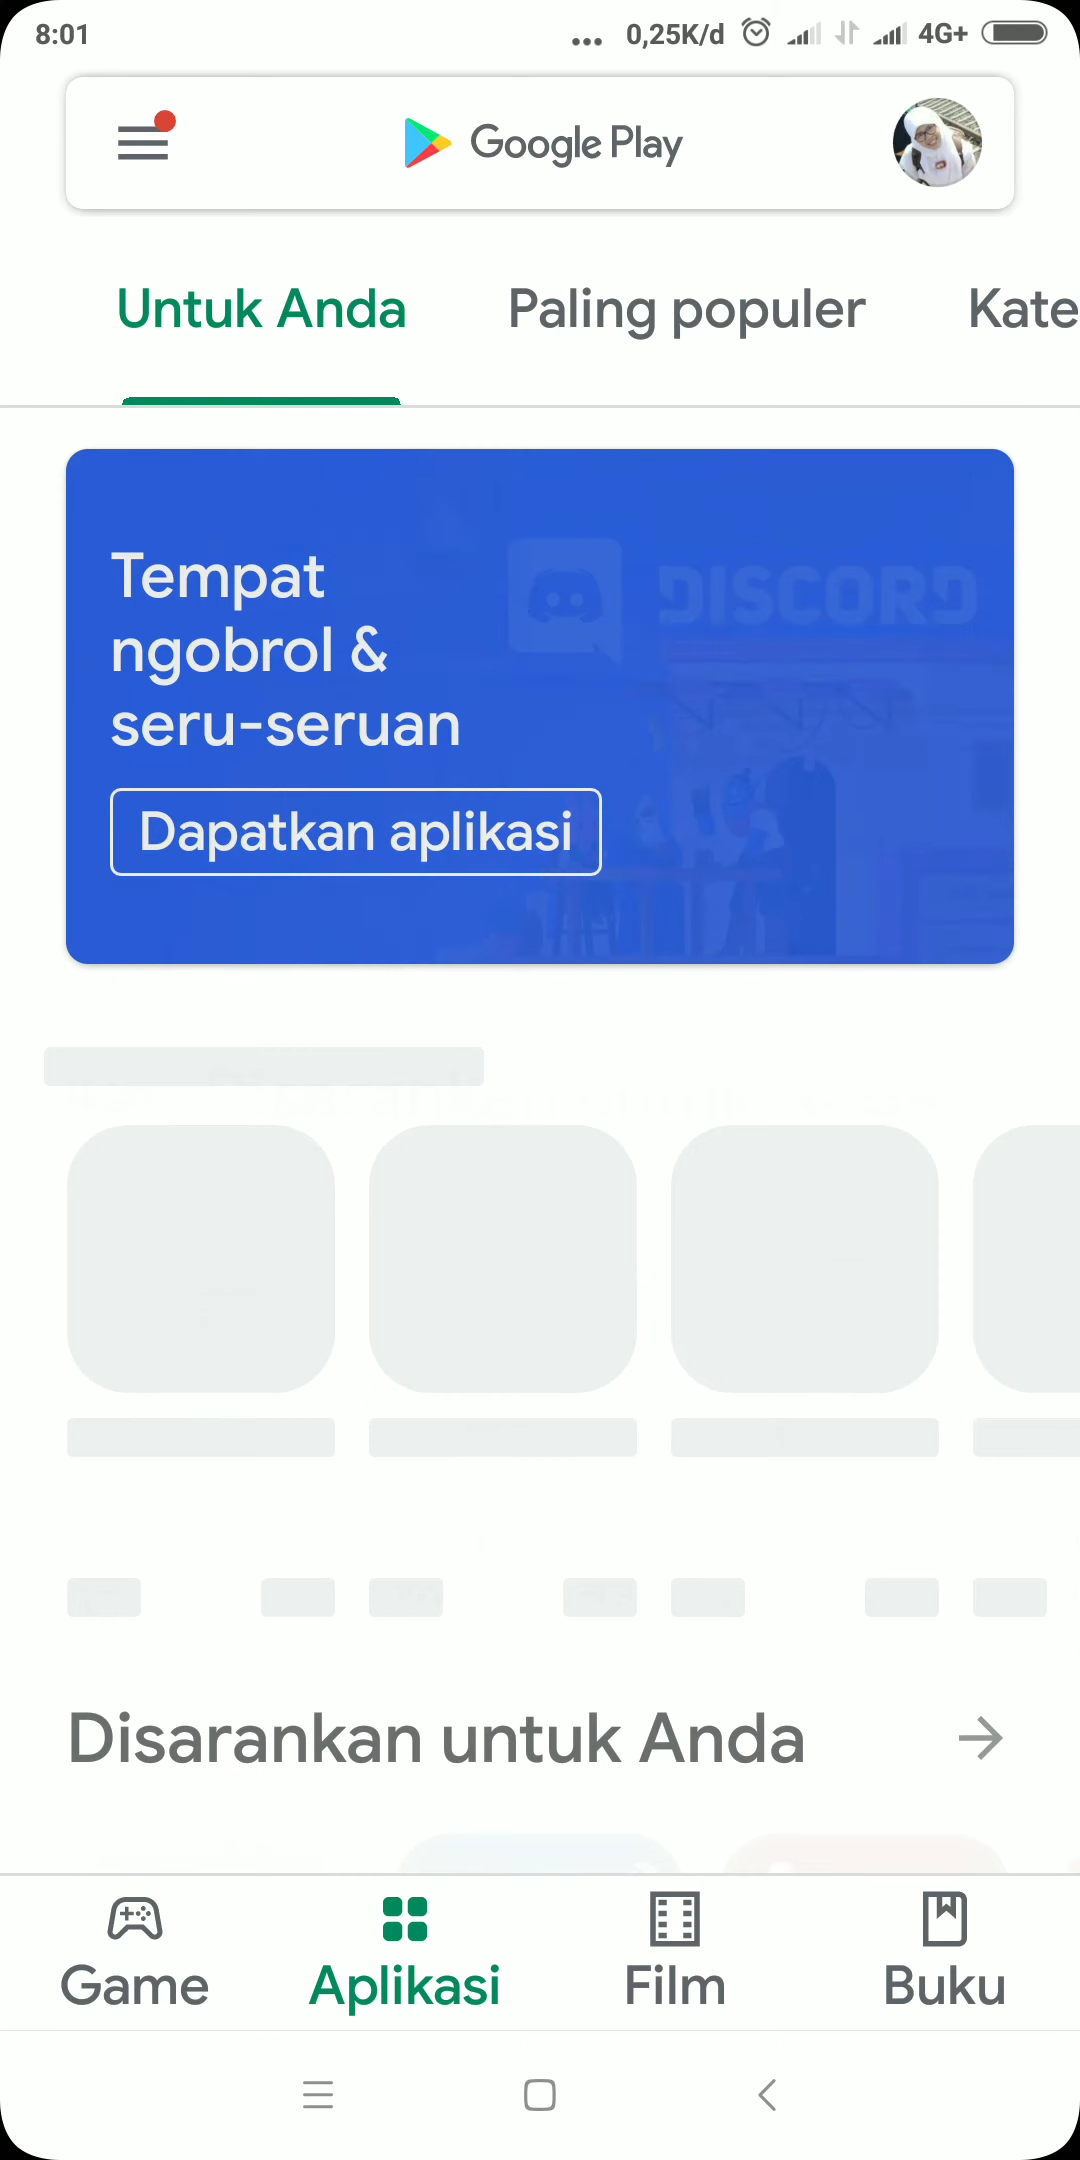 8:01
... 0,25K/d 4G+
Google Play
Untuk Anda Paling populer Kate
Tempat
ngobrol &
seru-seruan
DISCORD
Dapatkan aplikasi
Disarankan untuk Anda
Game Aplikasi Film Buku